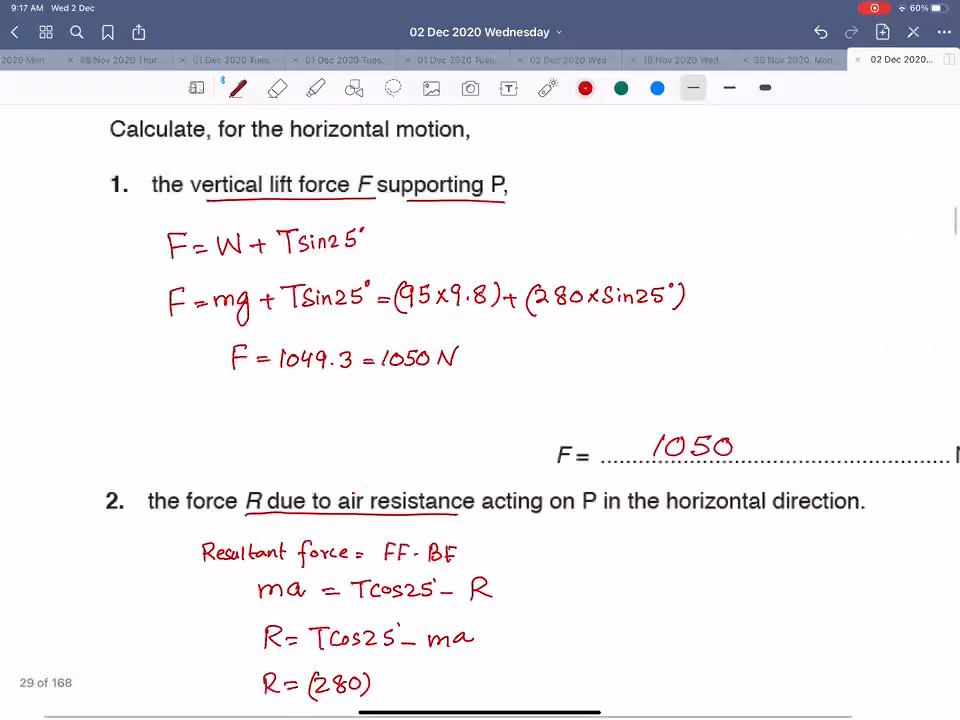 9:17 AM Wed 2 Dec
60%
02 Dec 2020 Wednesday
2020 Mon... × 26 Nov 2020 Thur... × 01 Dec 2020 Tues... × 01 Dec 2020 Tues... × 01 Dec 2020 Tues... × 02 Dec 2020 Wed × 18 Nov 2020 Wed... × 30 Nov 2020, Mon... × 02 Dec 2020...
T
Calculate, for the horizontal motion,
1. the vertical lift force F supporting P,
F = W + Tsin25°
F = mg + Tsin25° = (95×9.8) + (280×sin25°)
F = 1049.3 = 1050 N
F = ........ 1050 ........ N
2. the force R due to air resistance acting on P in the horizontal direction.
Resultant force = FF - BF
ma = Tcos25° - R
R = Tcos25° - ma
R = (280)
29 of 168